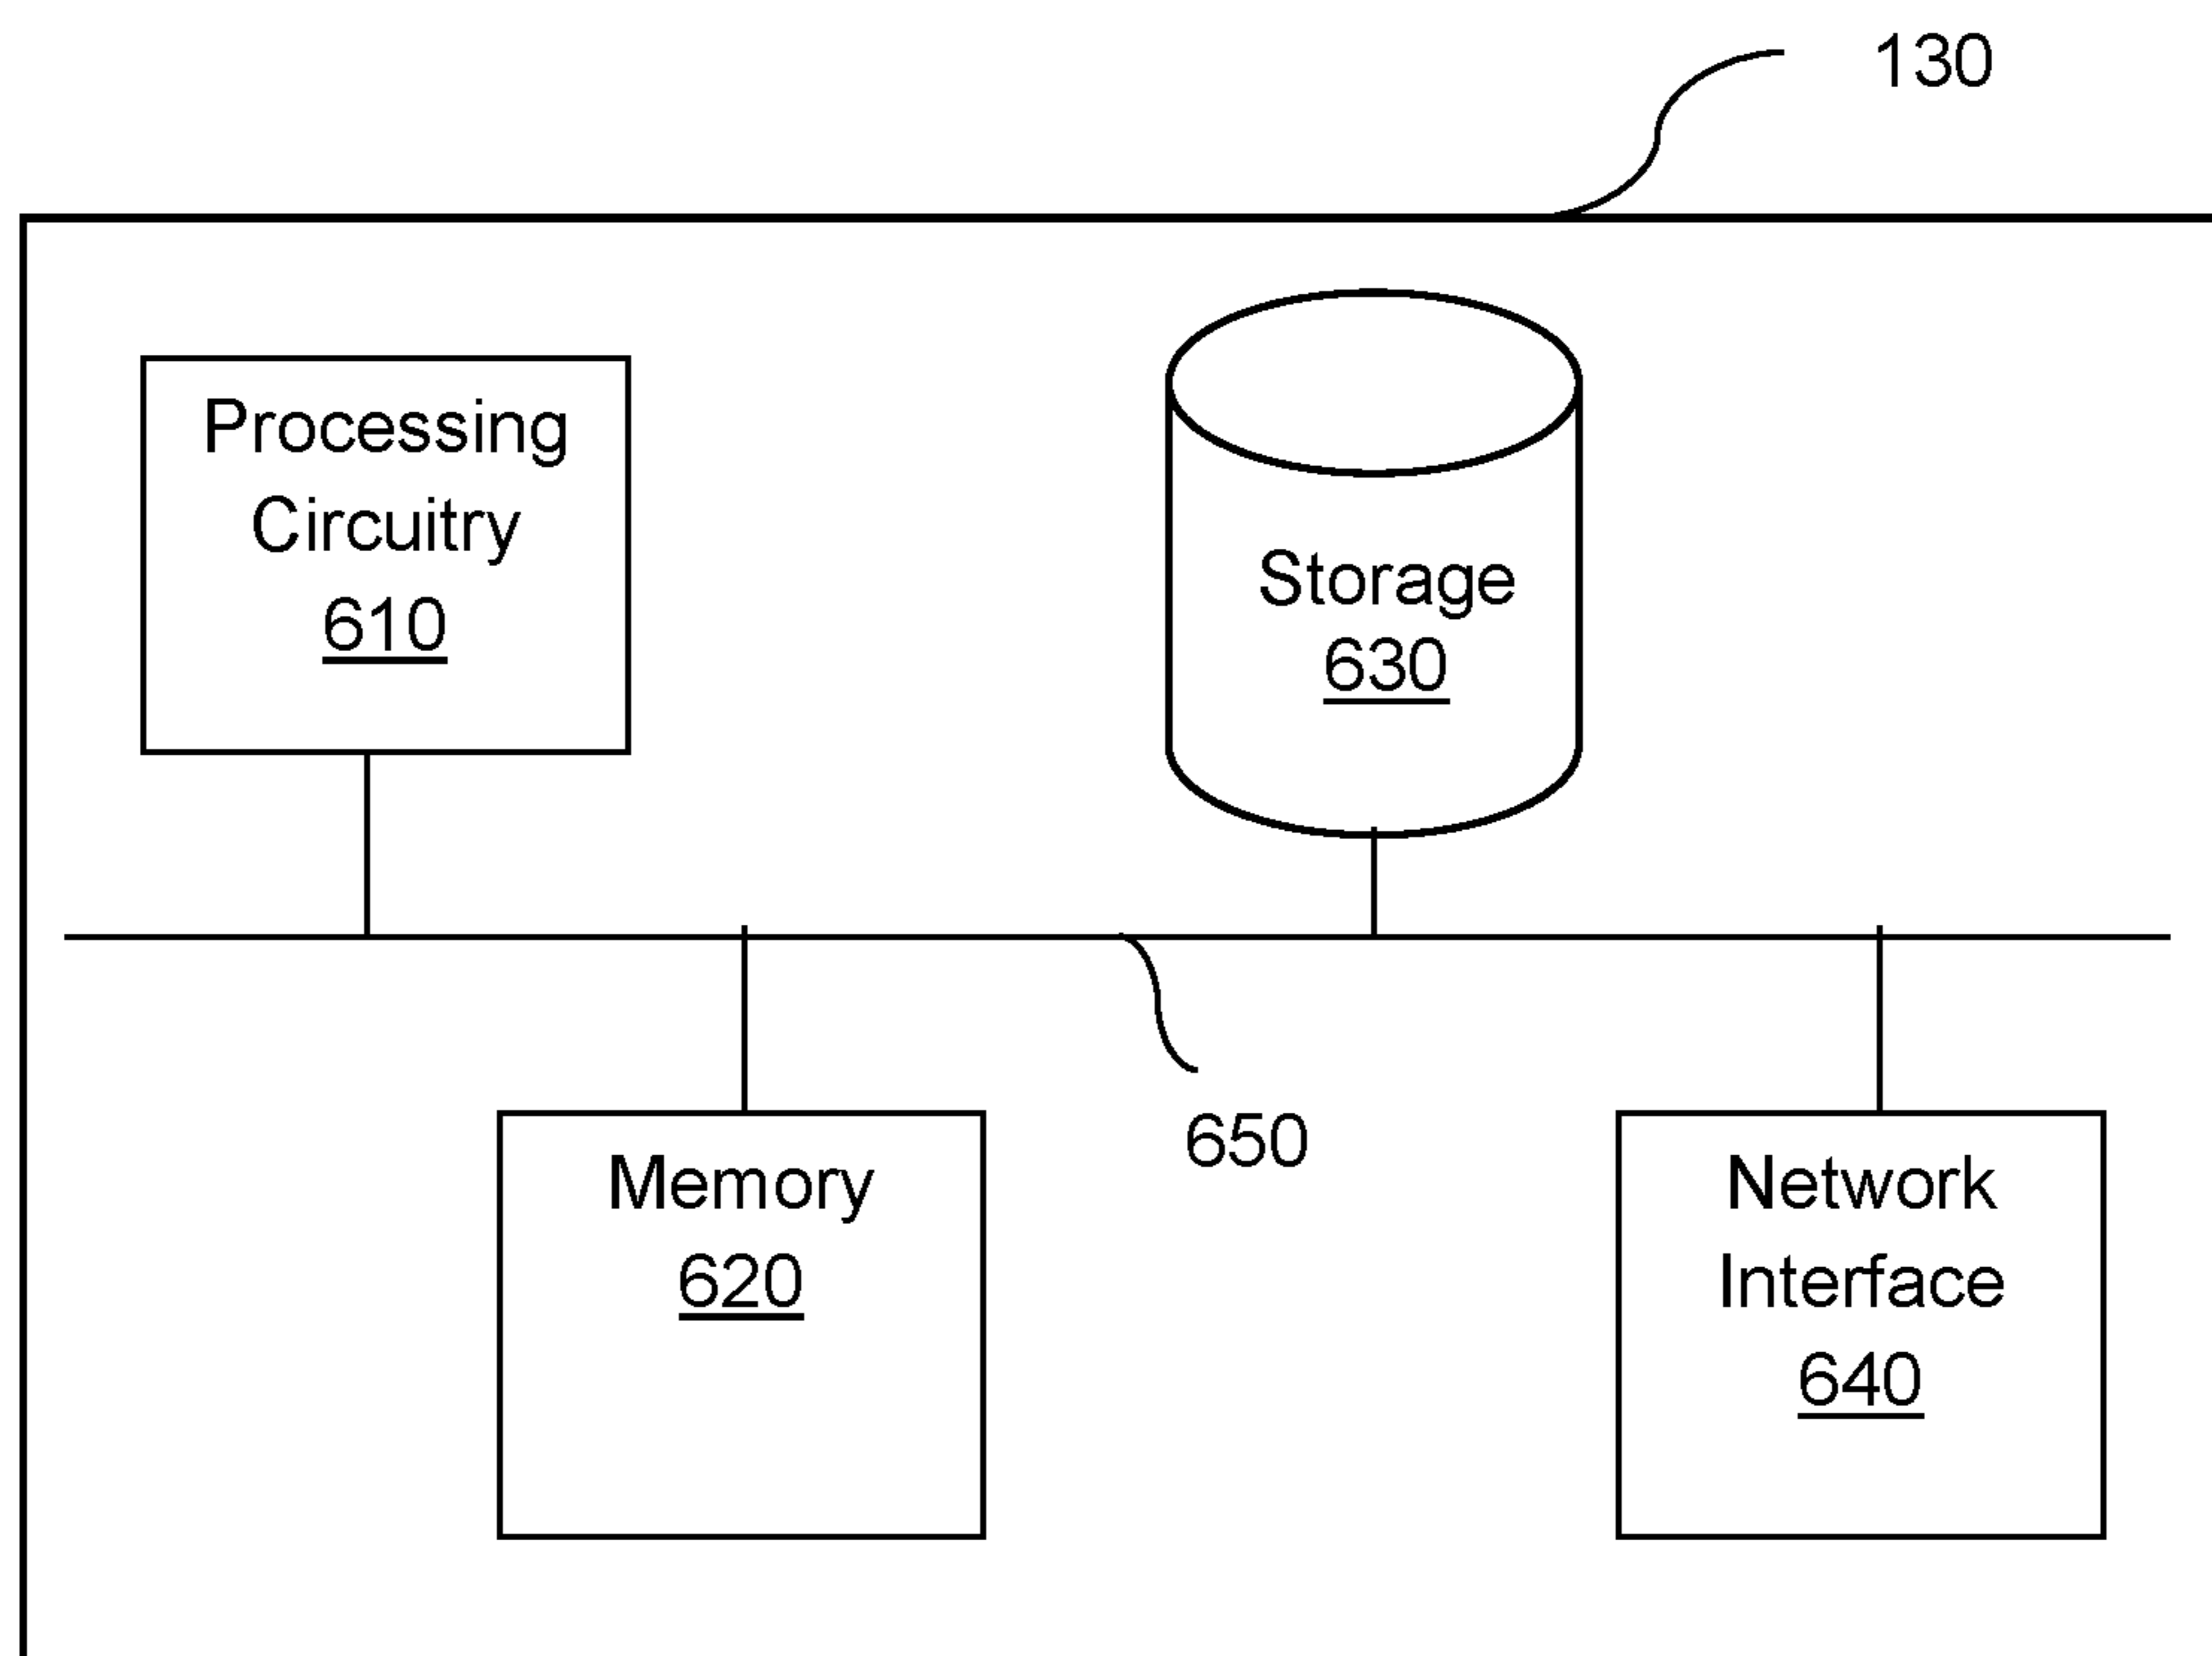 130
Processing
Circuitry
610
Storage
630
650
Memory
620
Network
Interface
640